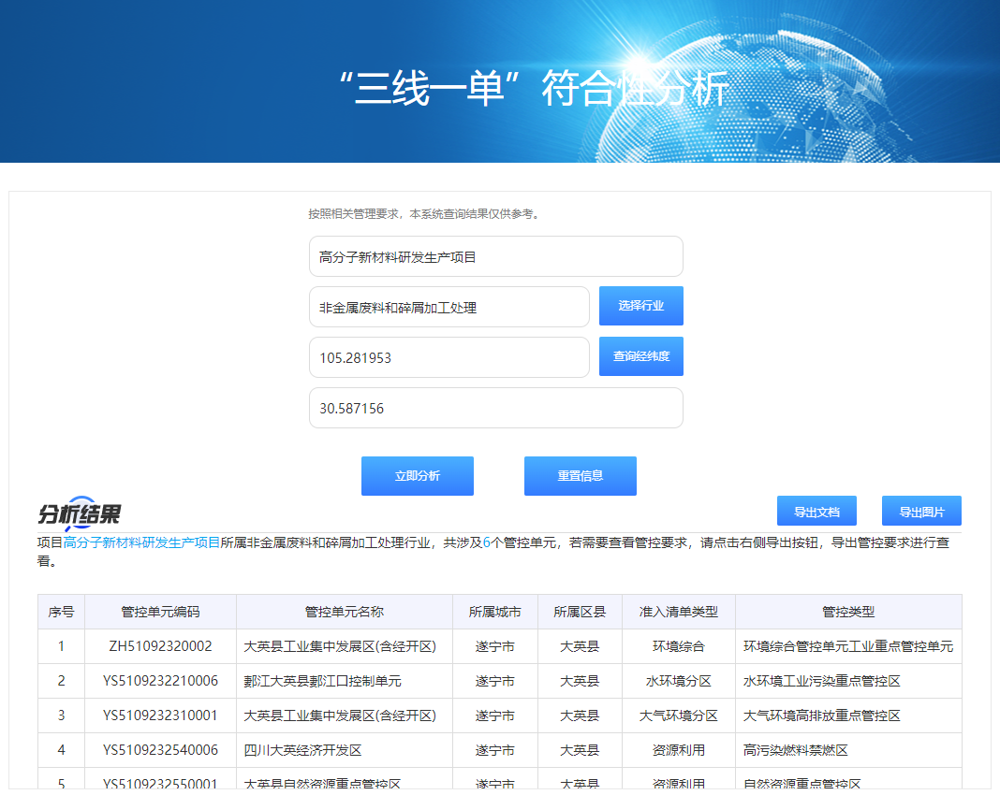 “三线一单”符合性分析
按照相关管理要求，本系统查询结果仅供参考。
高分子新材料研发生产项目
非金属废料和碎屑加工处理 选择行业
105.281953 查询经纬度
30.587156
立即分析 重置信息
分析结果 导出文档 导出图片
项目高分子新材料研发生产项目所属非金属废料和碎屑加工处理行业，共涉及6个管控单元，若需要查看管控要求，请点击右侧导出按钮，导出管控要求进行查
看。
序号 管控单元编码 管控单元名称 所属城市 所属区县 准入清单类型 管控类型
1 ZH51092320002 大英县工业集中发展区(含经开区) 遂宁市 大英县 环境综合 环境综合管控单元工业重点管控单元
2 YS5109232210006 郪江大英县郪江口控制单元 遂宁市 大英县 水环境分区 水环境工业污染重点管控区
3 YS5109232310001 大英县工业集中发展区(含经开区) 遂宁市 大英县 大气环境分区 大气环境高排放重点管控区
4 YS5109232540006 四川大英经济开发区 遂宁市 大英县 资源利用 高污染燃料禁燃区
5 YS5109232550001 大英县自然资源重点管控区 遂宁市 大英县 资源利用 自然资源重点管控区